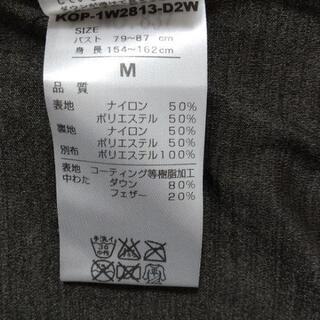 KOP-1W2813-D2W
SIZE
バスト 79~87 cm
身 長 154~162cm
M
品 質
表地 ナイロン 50%
ポリエステル 50%
裏地 ナイロン 50%
ポリエステル 50%
別布 ポリエステル100%
表地 コーティング等樹脂加工
中わた ダウン 80%
フェザー 20%
手洗イ
30